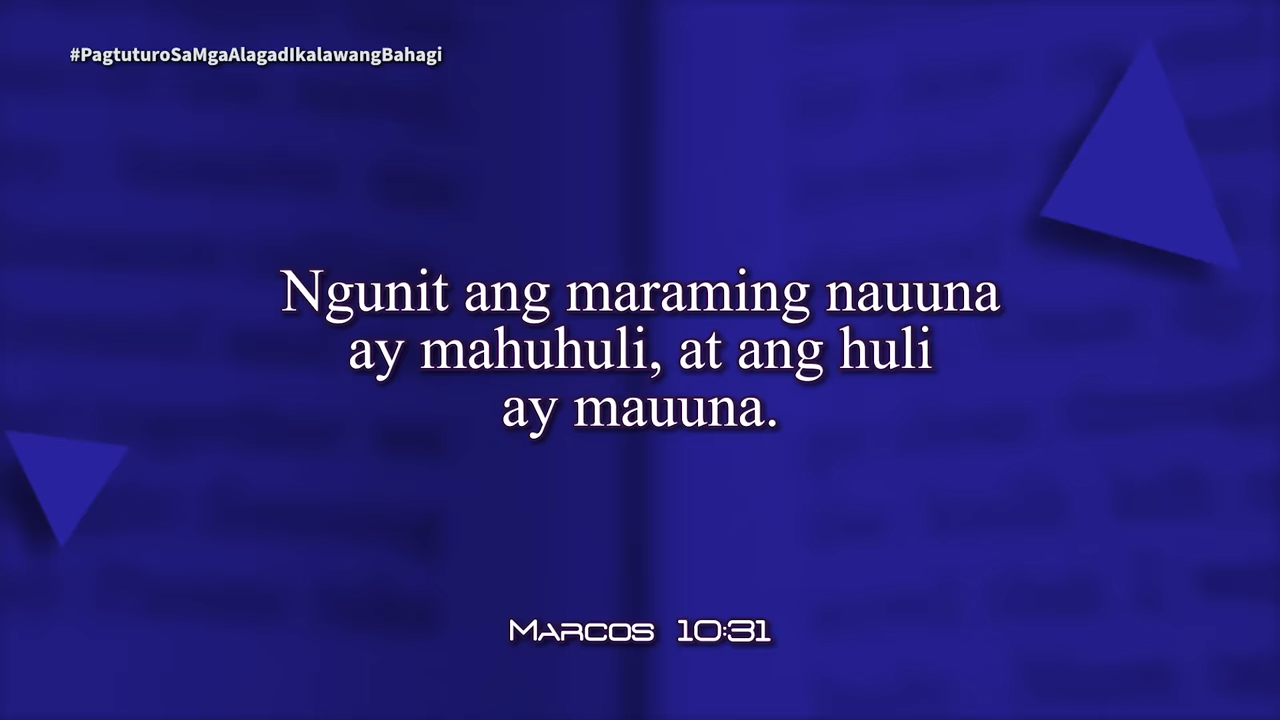 #PagtuturoSaMgaAlagadIkalawangBahagi
Ngunit ang maraming nauuna
ay mahuhuli, at ang huli
ay mauuna.
Marcos 10:31